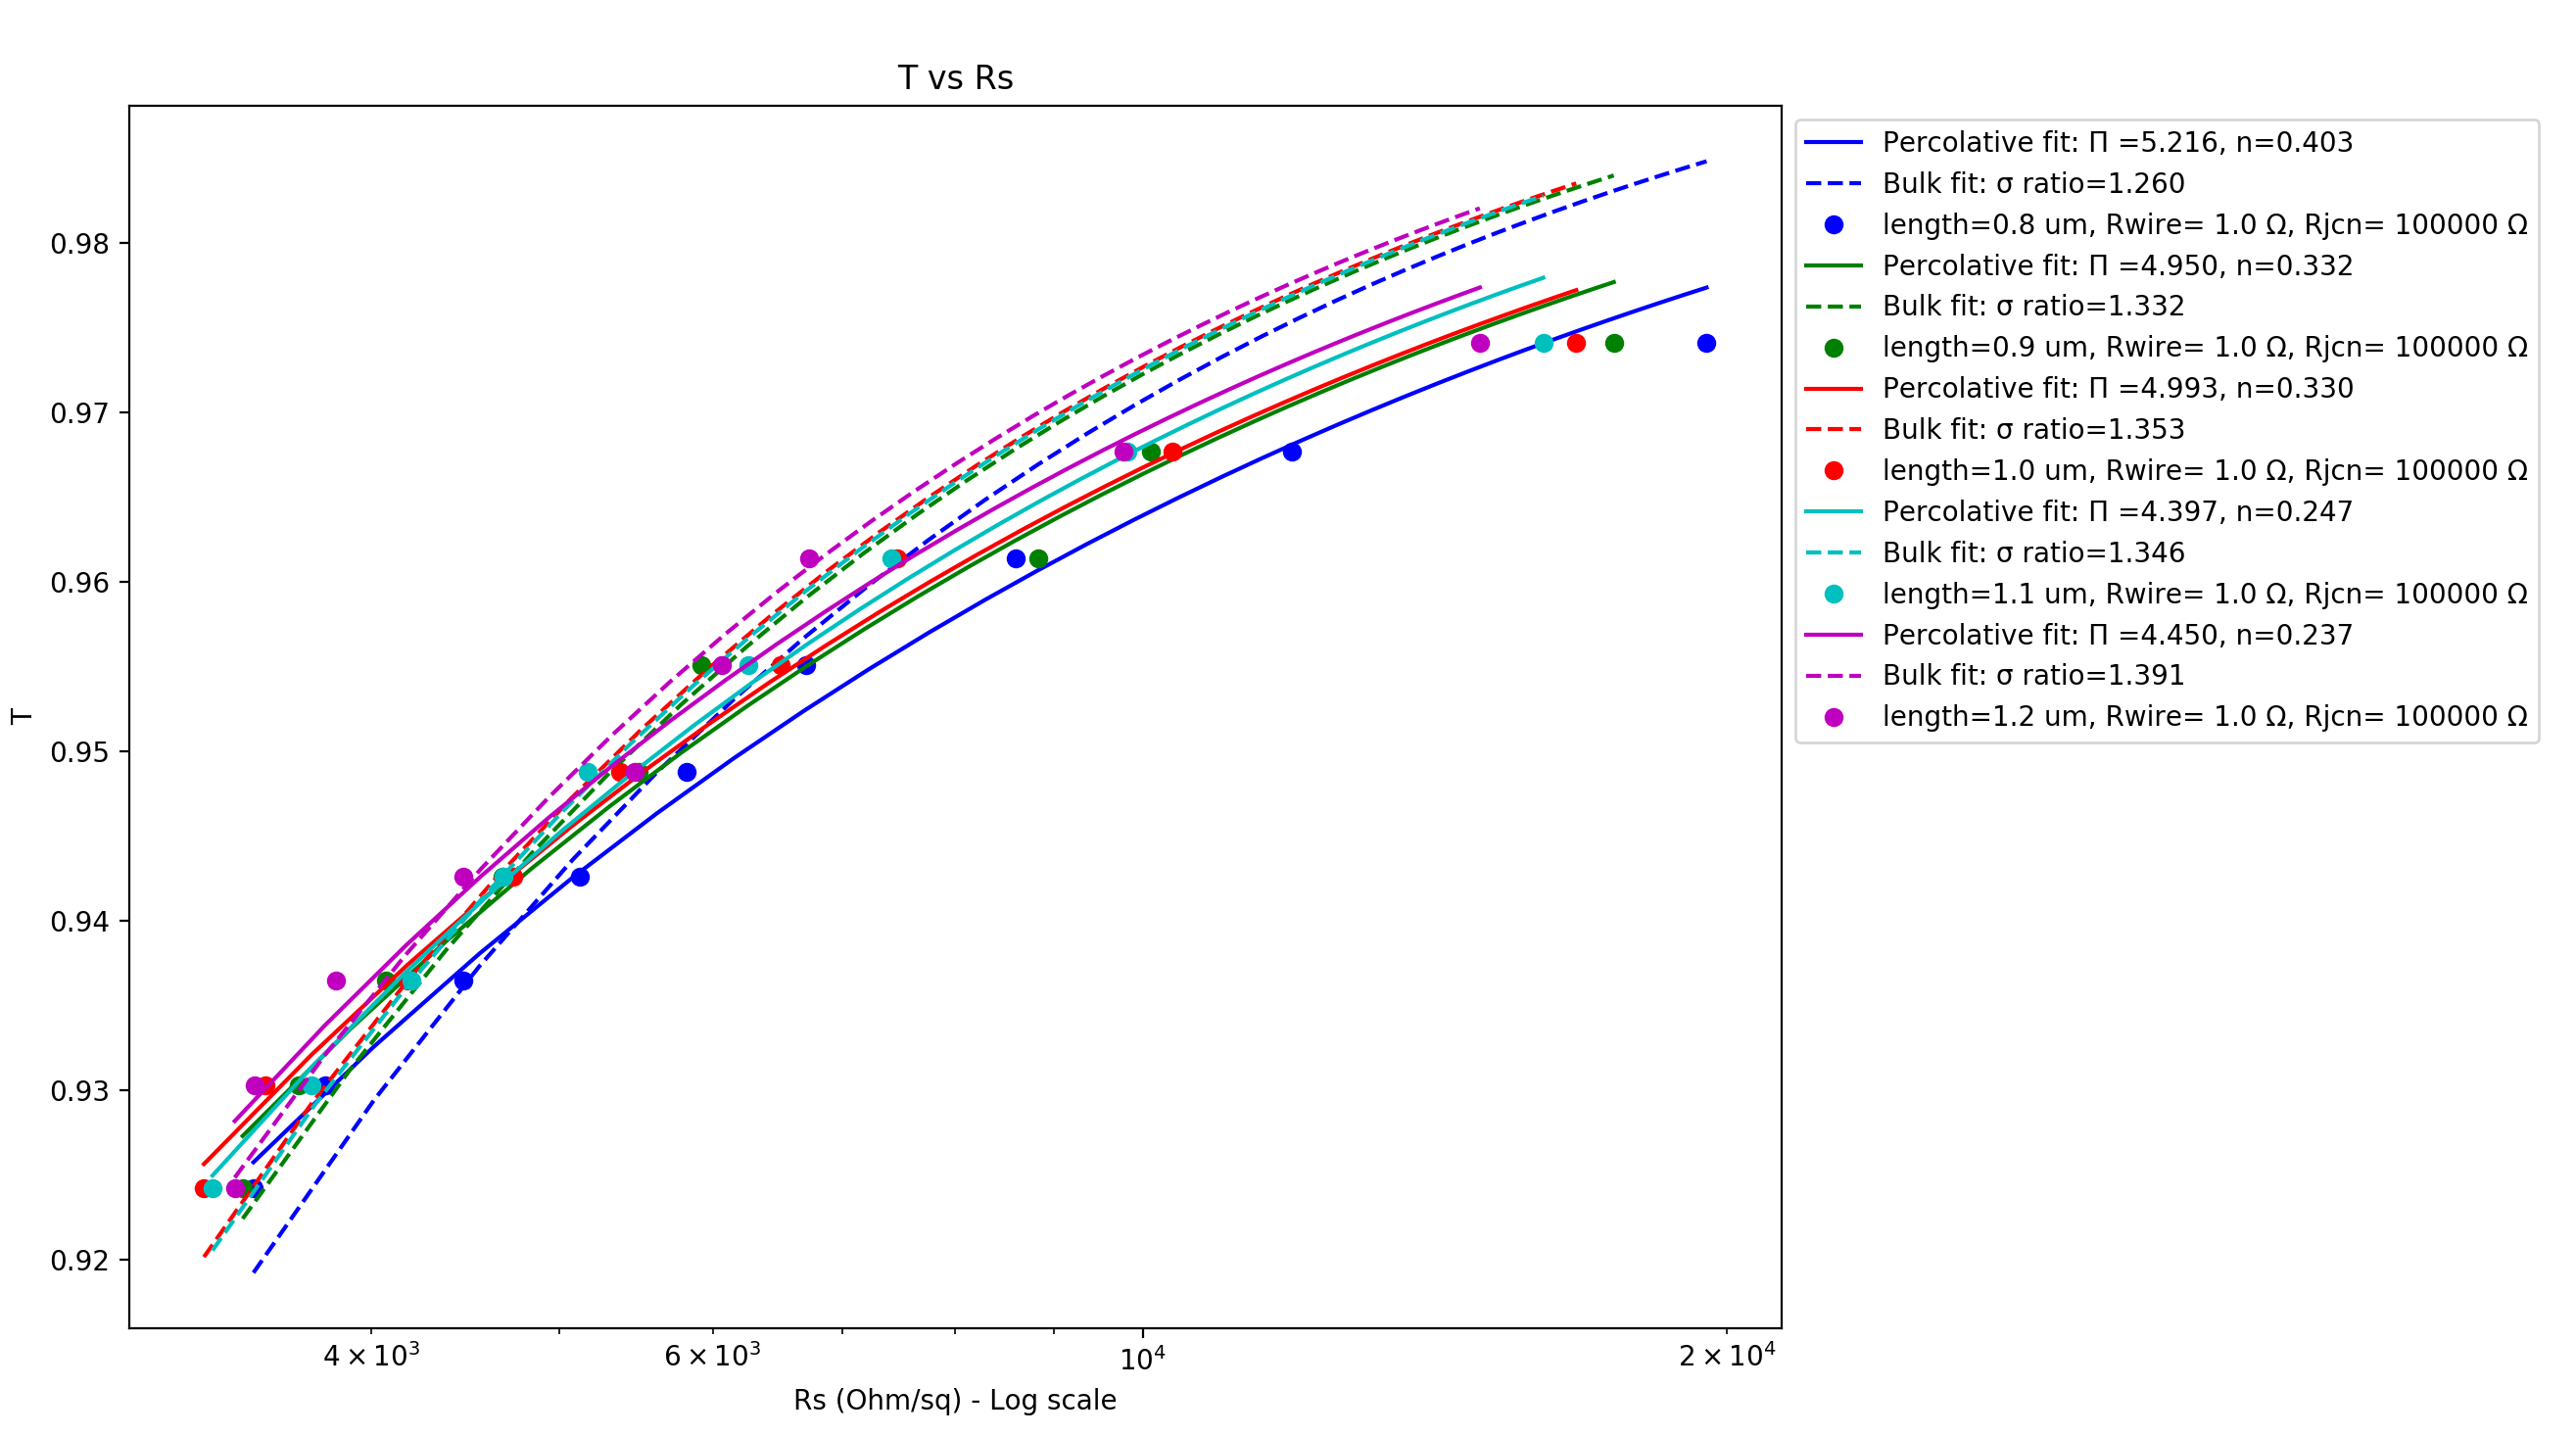 T vs Rs
0.98
0.97
0.96
0.95
0.94
0.93
0.92
T
4 × 10³
6 × 10³
10⁴
2 × 10⁴
Rs (Ohm/sq) - Log scale
Percolative fit: Π =5.216, n=0.403
Bulk fit: σ ratio=1.260
length=0.8 um, Rwire= 1.0 Ω, Rjcn= 100000 Ω
Percolative fit: Π =4.950, n=0.332
Bulk fit: σ ratio=1.332
length=0.9 um, Rwire= 1.0 Ω, Rjcn= 100000 Ω
Percolative fit: Π =4.993, n=0.330
Bulk fit: σ ratio=1.353
length=1.0 um, Rwire= 1.0 Ω, Rjcn= 100000 Ω
Percolative fit: Π =4.397, n=0.247
Bulk fit: σ ratio=1.346
length=1.1 um, Rwire= 1.0 Ω, Rjcn= 100000 Ω
Percolative fit: Π =4.450, n=0.237
Bulk fit: σ ratio=1.391
length=1.2 um, Rwire= 1.0 Ω, Rjcn= 100000 Ω